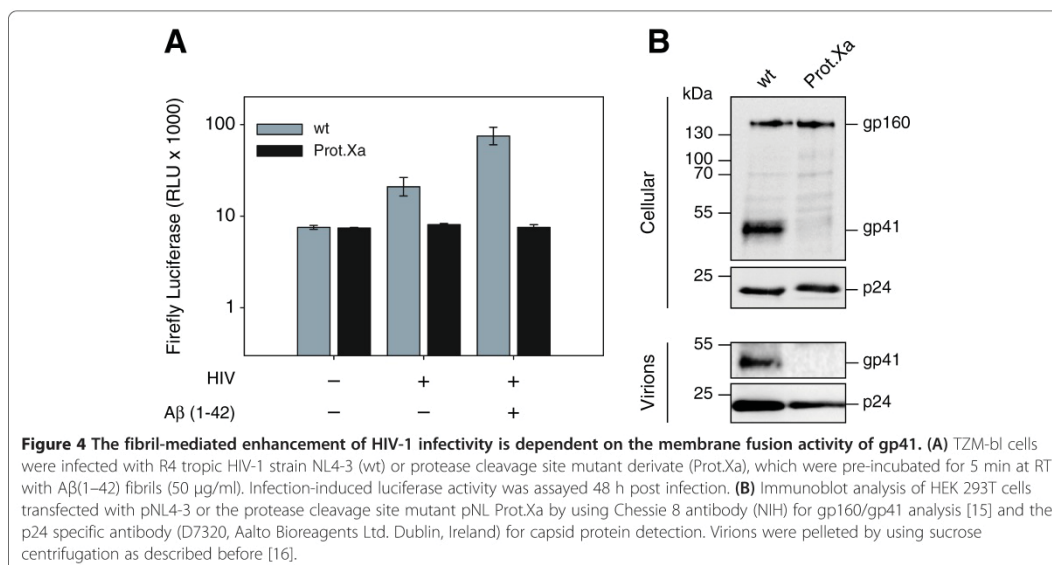 A
Firefly Luciferase (RLU x 1000)
100
10
1
wt
Prot.Xa
HIV – + +
Aβ (1-42) – – +
B
wt Prot.Xa
kDa
130
100
70
55
25
55
25
Cellular
Virions
gp160
gp41
p24
gp41
p24
Figure 4 The fibril-mediated enhancement of HIV-1 infectivity is dependent on the membrane fusion activity of gp41. (A) TZM-bl cells
were infected with R4 tropic HIV-1 strain NL4-3 (wt) or protease cleavage site mutant derivate (Prot.Xa), which were pre-incubated for 5 min at RT
with Aβ(1–42) fibrils (50 μg/ml). Infection-induced luciferase activity was assayed 48 h post infection. (B) Immunoblot analysis of HEK 293T cells
transfected with pNL4-3 or the protease cleavage site mutant pNL Prot.Xa by using Chessie 8 antibody (NIH) for gp160/gp41 analysis [15] and the
p24 specific antibody (D7320, Aalto Bioreagents Ltd. Dublin, Ireland) for capsid protein detection. Virions were pelleted by using sucrose
centrifugation as described before [16].